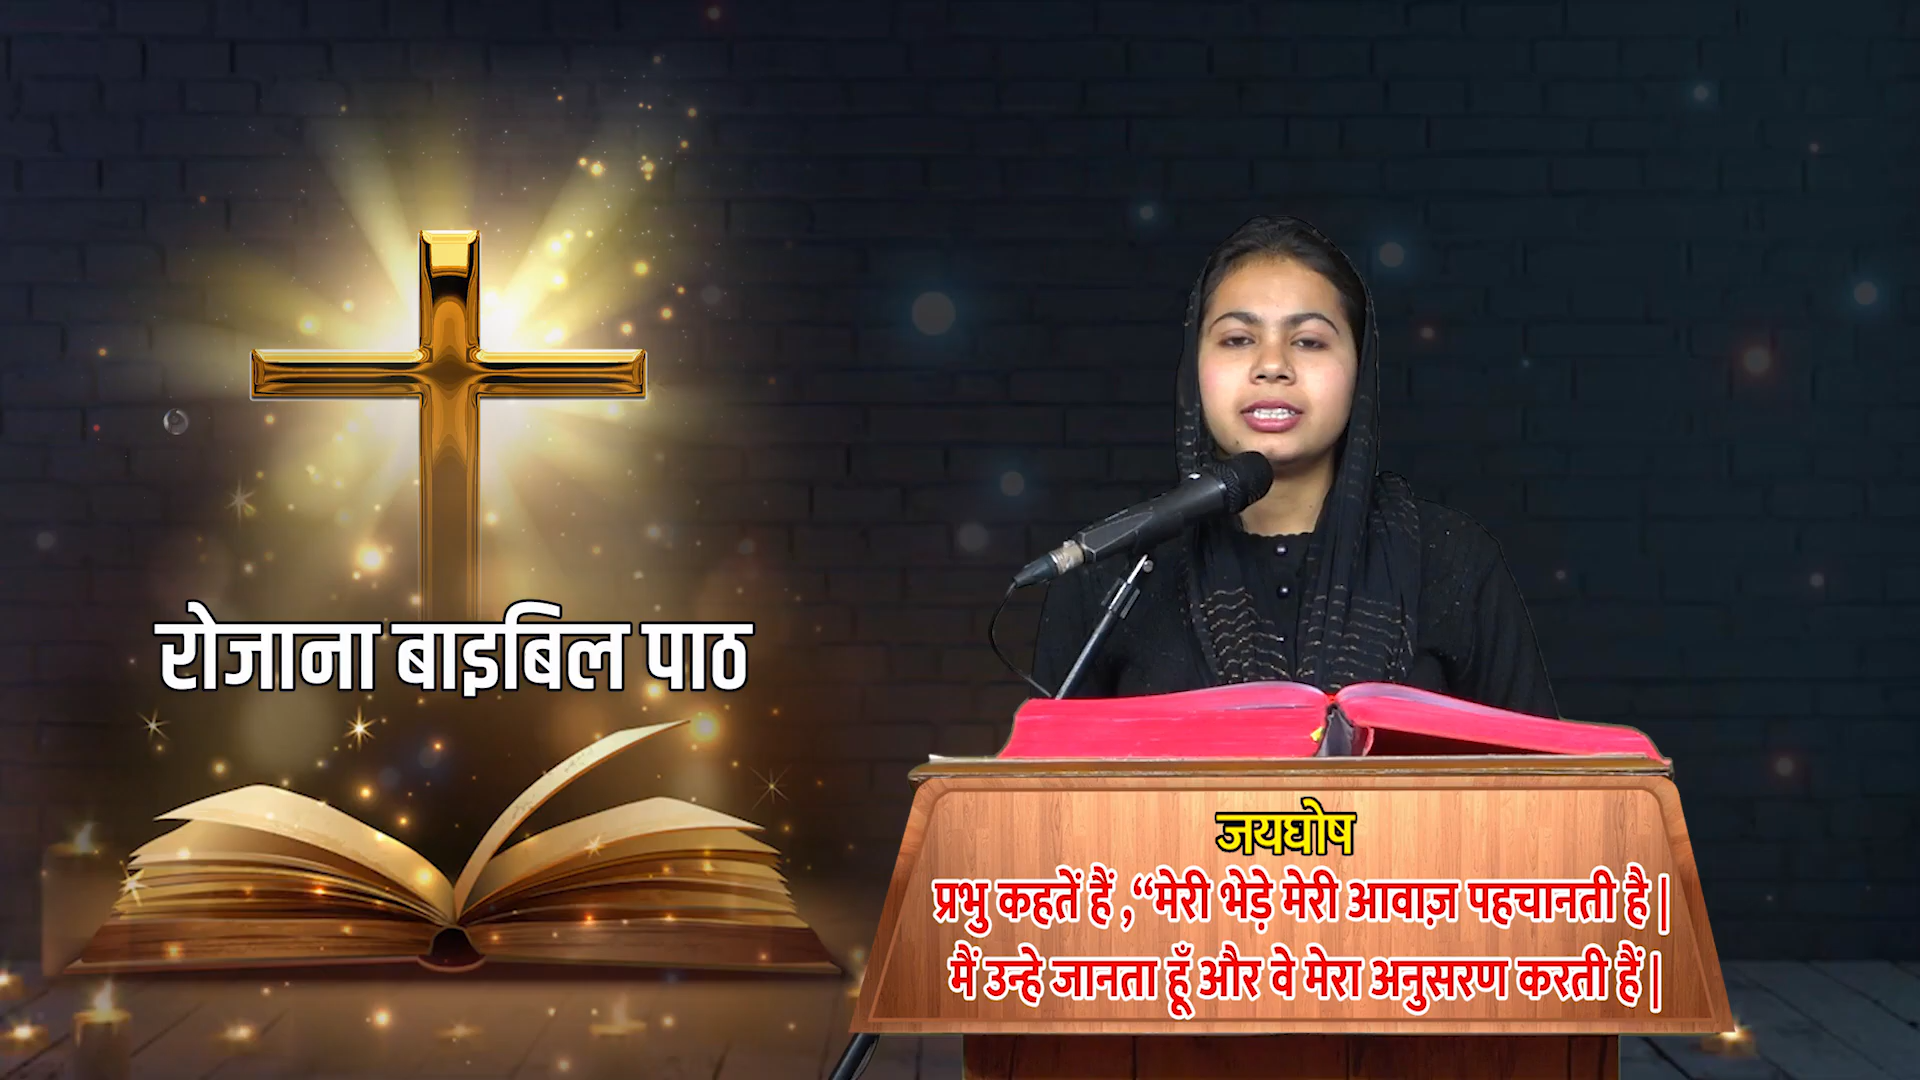 रोजाना बाइबिल पाठ
जयघोष
प्रभु कहतें हैं ,“मेरी भेड़े मेरी आवाज़ पहचानती है |
मैं उन्हे जानता हूँ और वे मेरा अनुसरण करती हैं |